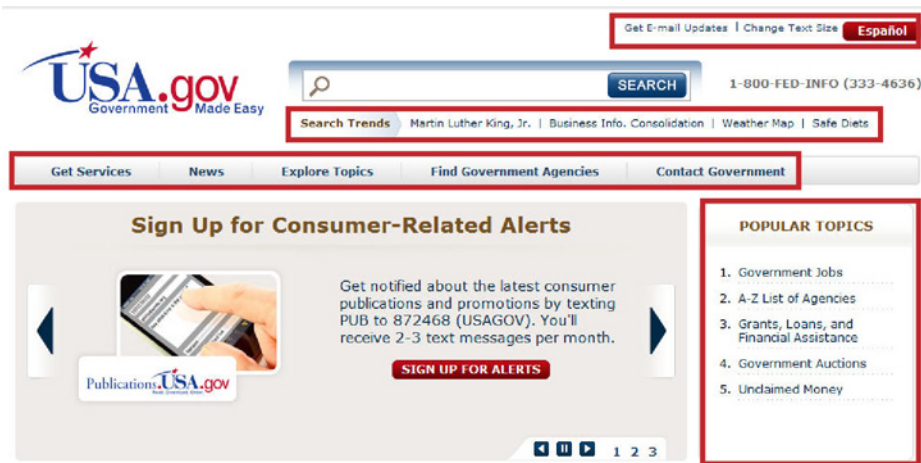 Get E-mail Updates | Change Text Size Español
USA.gov
Government Made Easy
SEARCH
1-800-FED-INFO (333-4636)
Search Trends Martin Luther King, Jr. | Business Info. Consolidation | Weather Map | Safe Diets
Get Services News Explore Topics Find Government Agencies Contact Government
Sign Up for Consumer-Related Alerts
Get notified about the latest consumer
publications and promotions by texting
PUB to 872468 (USAGOV). You'll
receive 2-3 text messages per month.
SIGN UP FOR ALERTS
Publications.USA.gov
1 2 3
POPULAR TOPICS
1. Government Jobs
2. A-Z List of Agencies
3. Grants, Loans, and
Financial Assistance
4. Government Auctions
5. Unclaimed Money